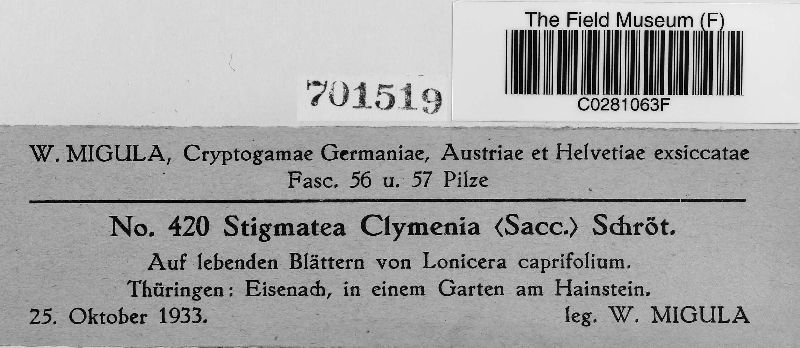 The Field Museum (F)
C0281063F
701519
W. MIGULA, Cryptogamae Germaniae, Austriae et Helvetiae exsiccatae
Fasc. 56 u. 57 Pilze
No. 420 Stigmatea Clymenia (Sacc.) Schröt.
Auf lebenden Blättern von Lonicera caprifolium.
Thüringen: Eisenach, in einem Garten am Hainstein.
25. Oktober 1933. leg. W. MIGULA